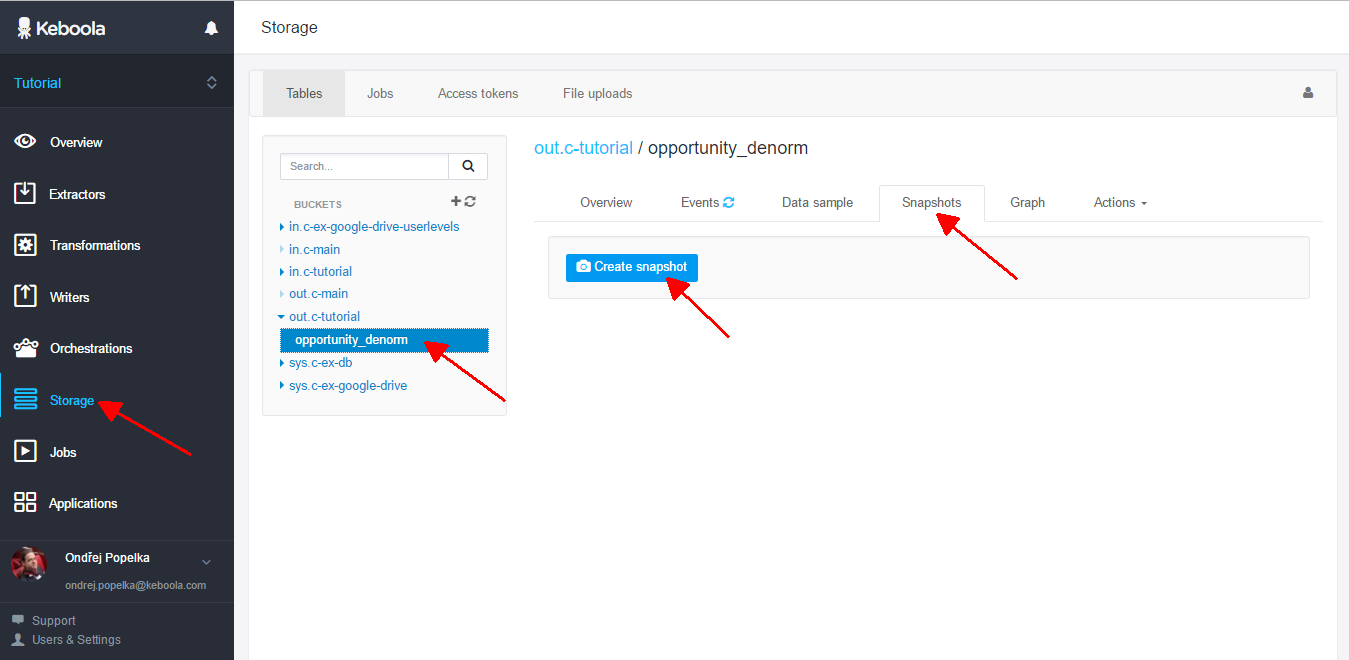 Keboola
Tutorial
Overview
Extractors
Transformations
Writers
Orchestrations
Storage
Jobs
Applications
Ondřej Popelka
ondrej.popelka@keboola.com
Support
Users & Settings
Storage
Tables Jobs Access tokens File uploads
Search...
BUCKETS
in.c-ex-google-drive-userlevels
in.c-main
in.c-tutorial
out.c-main
out.c-tutorial
opportunity_denorm
sys.c-ex-db
sys.c-ex-google-drive
out.c-tutorial / opportunity_denorm
Overview Events Data sample Snapshots Graph Actions
Create snapshot